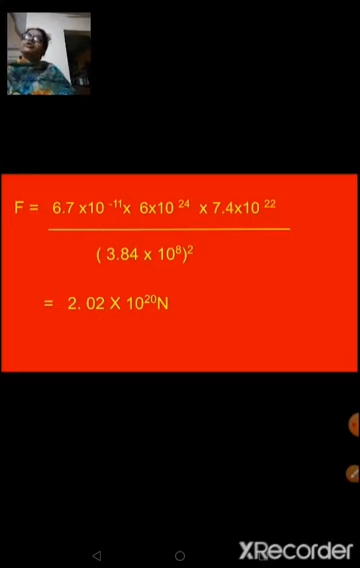 F = 6.7 x10 ⁻¹¹x 6x10 ²⁴ x 7.4x10 ²²
( 3.84 x 10⁸)²
= 2. 02 X 10²⁰N
XRecorder